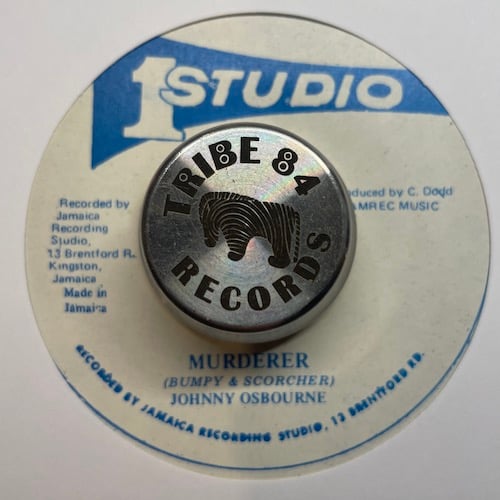 1 STUDIO
TRIBE 84
RECORDS
Recorded by
Jamaica
Recording
Studio,
13 Brentford R.
Kingston,
Jamaica
Made in
Jamaica
duced by C. Dodd
AMREC MUSIC
MURDERER
(BUMPY & SCORCHER)
JOHNNY OSBOURNE
RECORDED BY JAMAICA RECORDING STUDIO, 13 BRENTFORD RD.